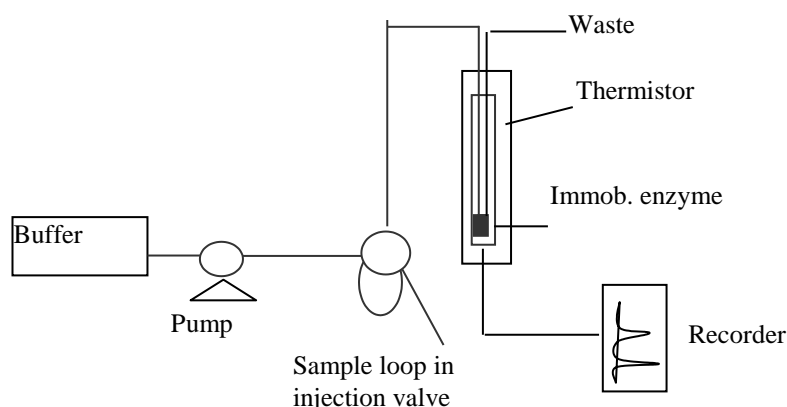 Waste
Thermistor
Immob. enzyme
Buffer
Pump
Recorder
Sample loop in
injection valve